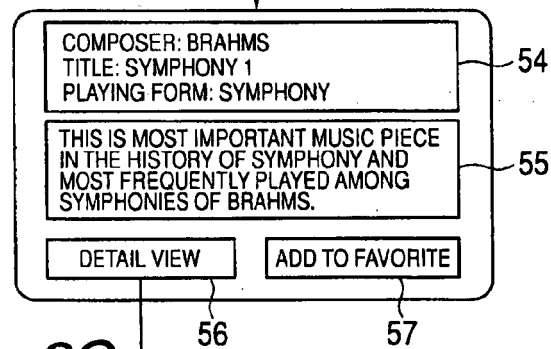 COMPOSER: BRAHMS
TITLE: SYMPHONY 1
PLAYING FORM: SYMPHONY
54
THIS IS MOST IMPORTANT MUSIC PIECE
IN THE HISTORY OF SYMPHONY AND
MOST FREQUENTLY PLAYED AMONG
SYMPHONIES OF BRAHMS.
55
DETAIL VIEW
ADD TO FAVORITE
56
57